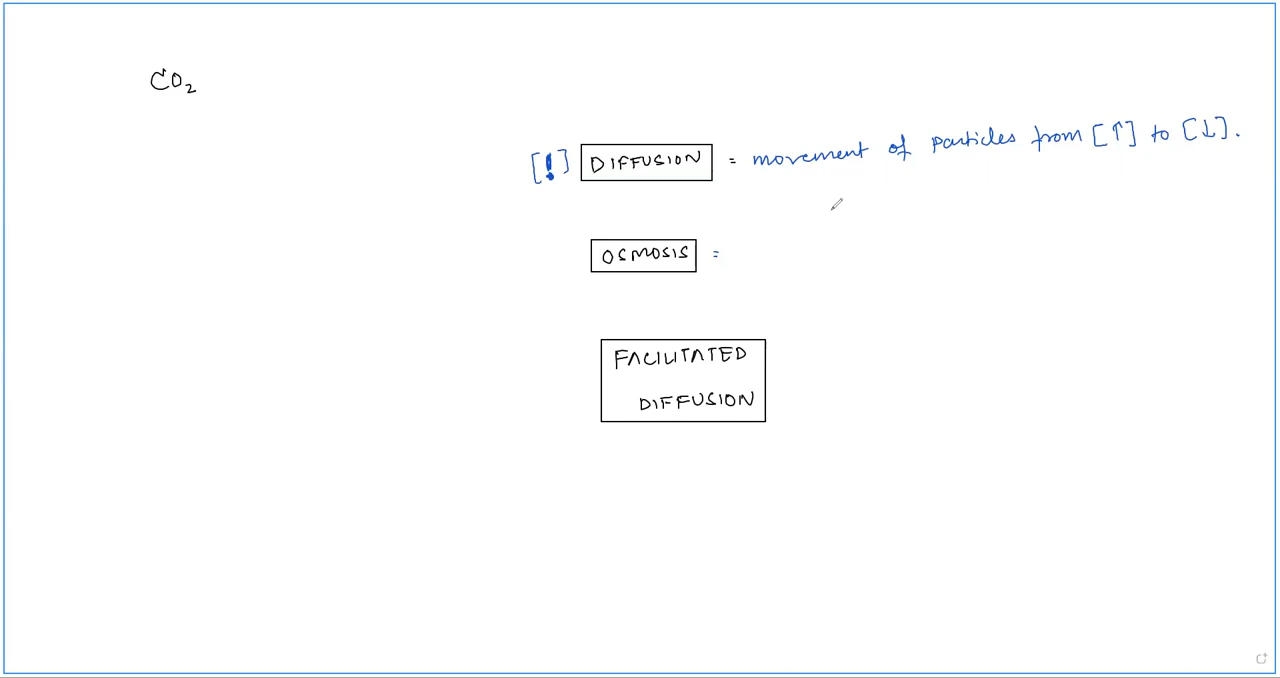 CO₂
[!] DIFFUSION = movement of particles from [↑] to [↓].
OSMOSIS =
FACILITATED
DIFFUSION